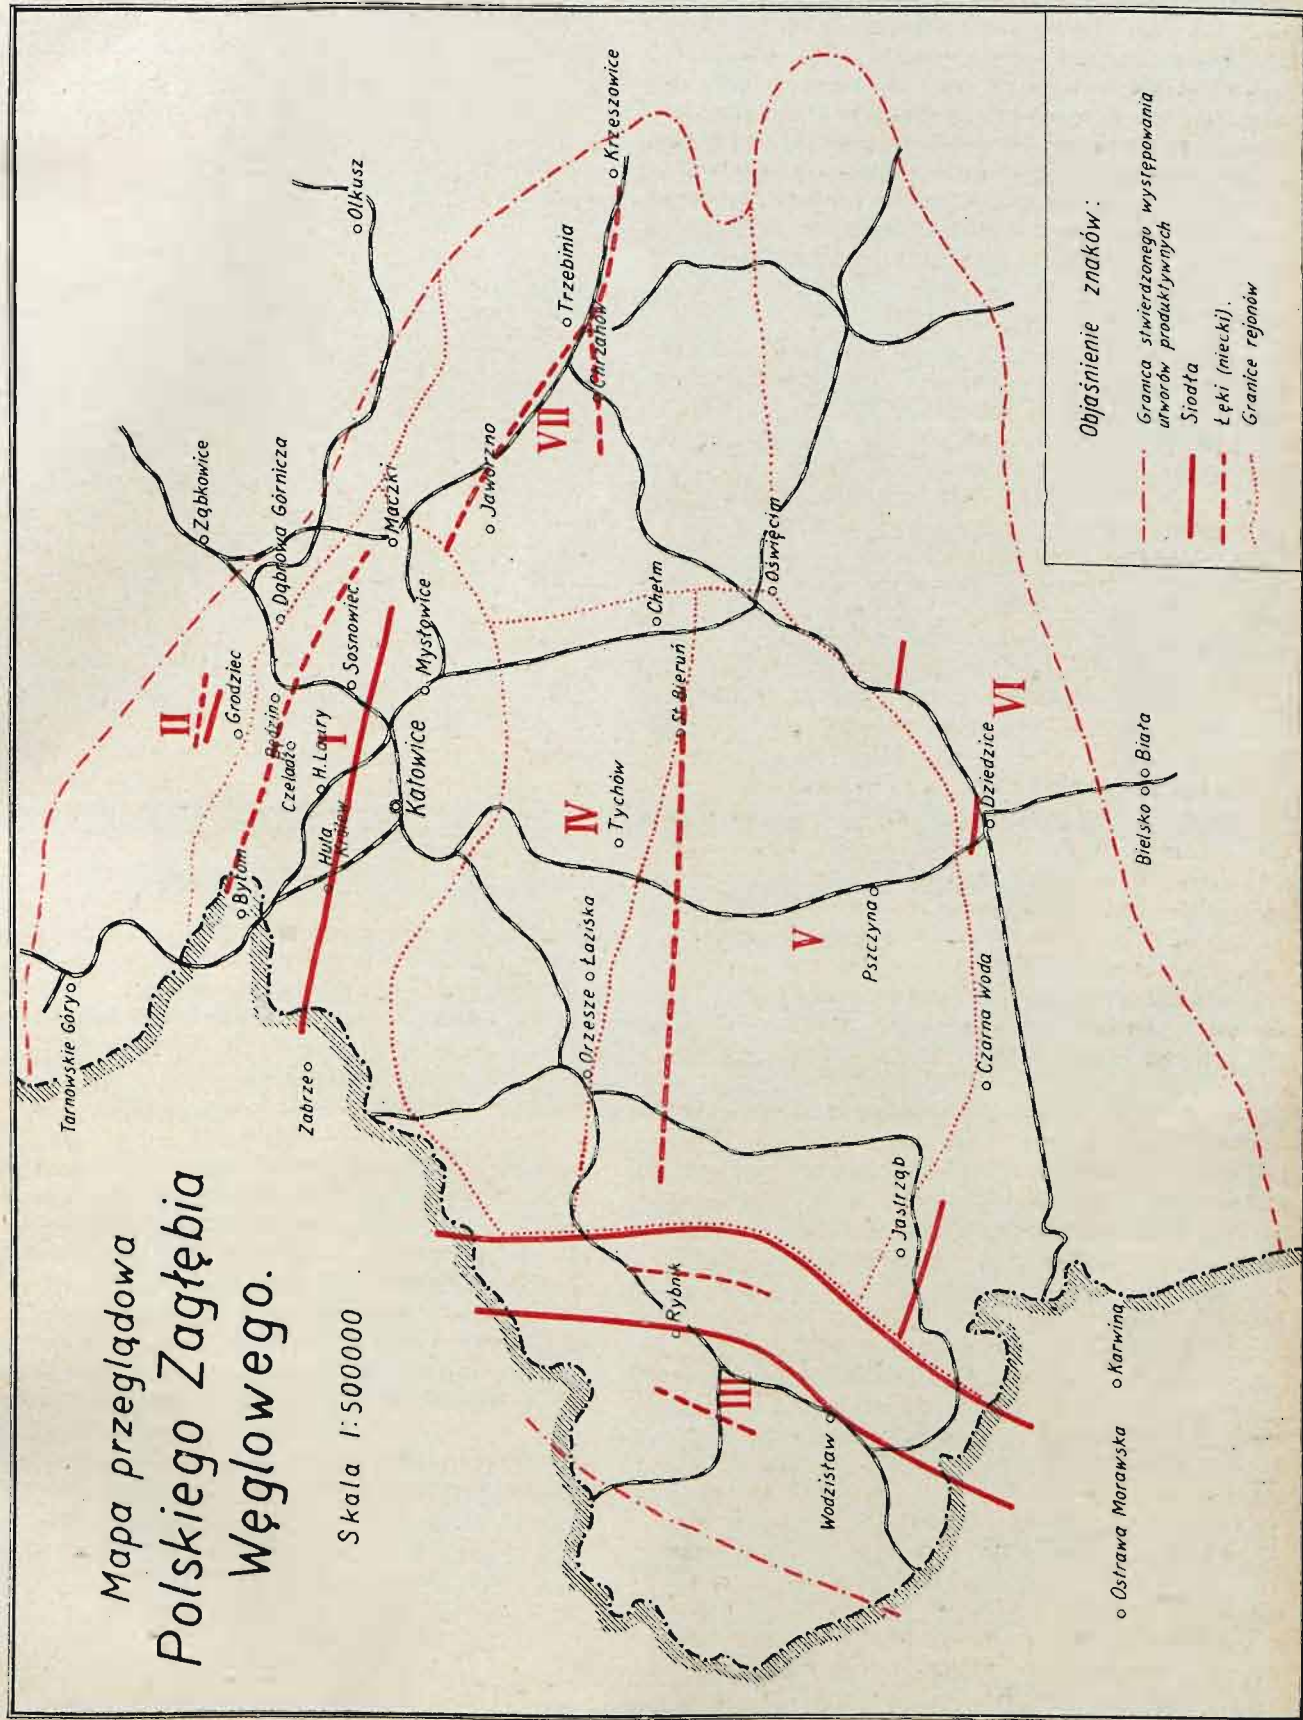 Mapa przeglądowa
Polskiego Zagłębia
Węglowego.
Skala 1:500000
Tarnowskie Góry
Zabrze
Bytom
Huta
Królew
H. Laury
Czeladź
Będzin
Grodziec
II
I
Sosnowiec
Dąbrowa Górnicza
Ząbkowice
Olkusz
Maczki
Mysłowice
Katowice
Jaworzno
VII
Trzebinia
Chrzanów
Krzeszowice
Chełm
Oświęcim
St. Bieruń
IV
Tychów
Orzesze
Łaziska
V
Pszczyna
Dziedzice
VI
Bielsko
Biała
Czarna Woda
Jastrząb
Rybnik
III
Wodzisław
Karwina
Ostrawa Morawska
Objaśnienie znaków:
Granica stwierdzonego występowania
utworów produktywnych
Siodła
Łęki (niecki).
Granice rejonów